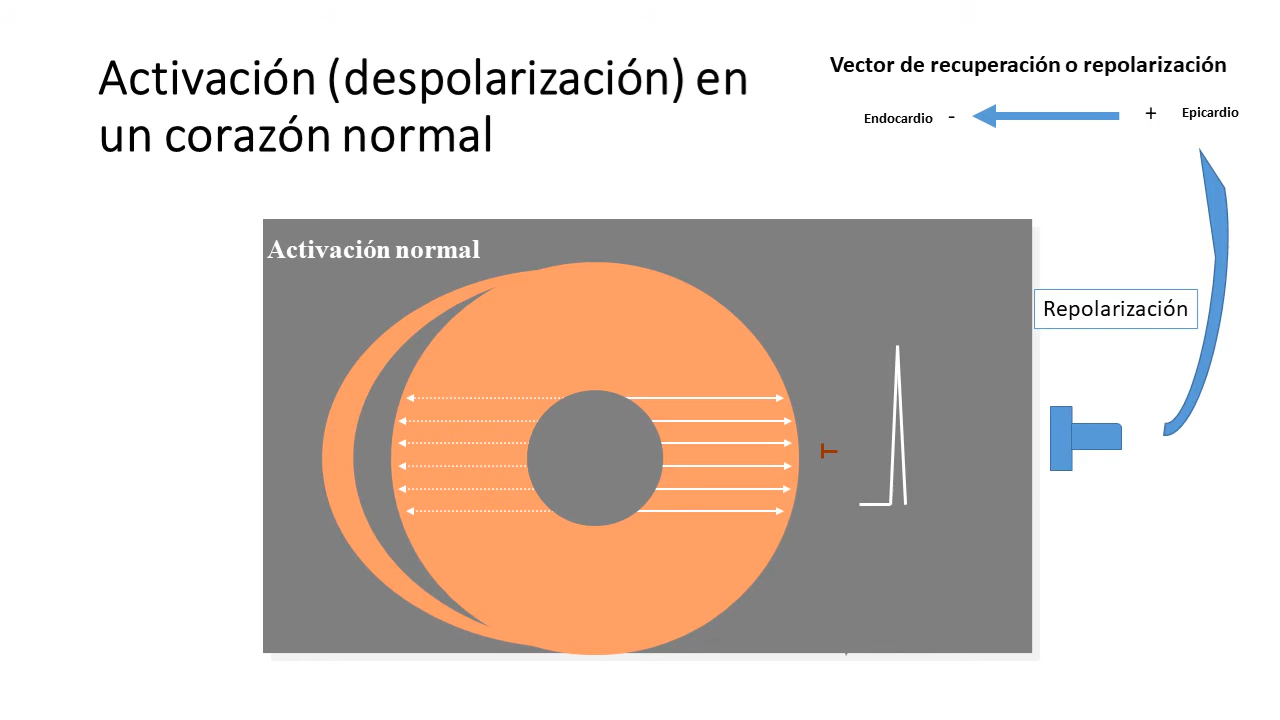 Activación (despolarización) en
un corazón normal
Vector de recuperación o repolarización
Endocardio - + Epicardio
Activación normal
Repolarización